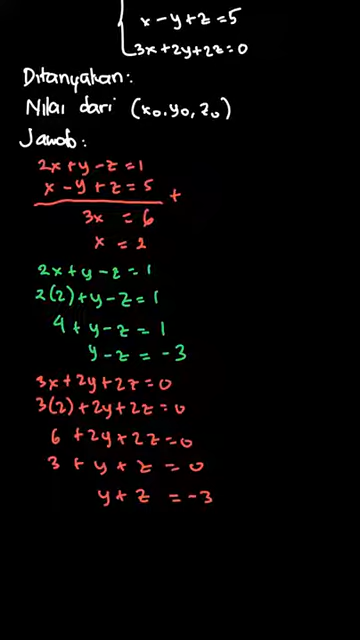 x - y + z = 5
3x + 2y + 2z = 0
Ditanyakan:
Nilai dari (x₀, y₀, z₀)
Jawab:
2x + y - z = 1
x - y + z = 5 +
3x = 6
x = 2
2x + y - z = 1
2(2) + y - z = 1
4 + y - z = 1
y - z = -3
3x + 2y + 2z = 0
3(2) + 2y + 2z = 0
6 + 2y + 2z = 0
3 + y + z = 0
y + z = -3